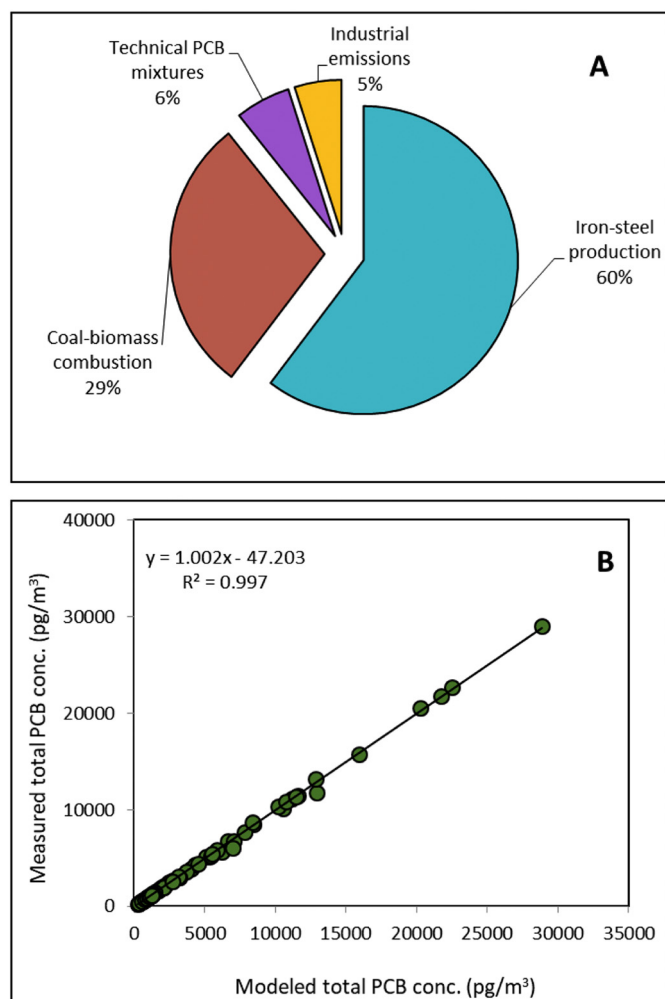 Technical PCB
mixtures
6%
Industrial
emissions
5%
A
Iron-steel
production
60%
Coal-biomass
combustion
29%
B
y = 1.002x - 47.203
R² = 0.997
Measured total PCB conc. (pg/m³)
40000
30000
20000
10000
0
0 5000 10000 15000 20000 25000 30000 35000
Modeled total PCB conc. (pg/m³)